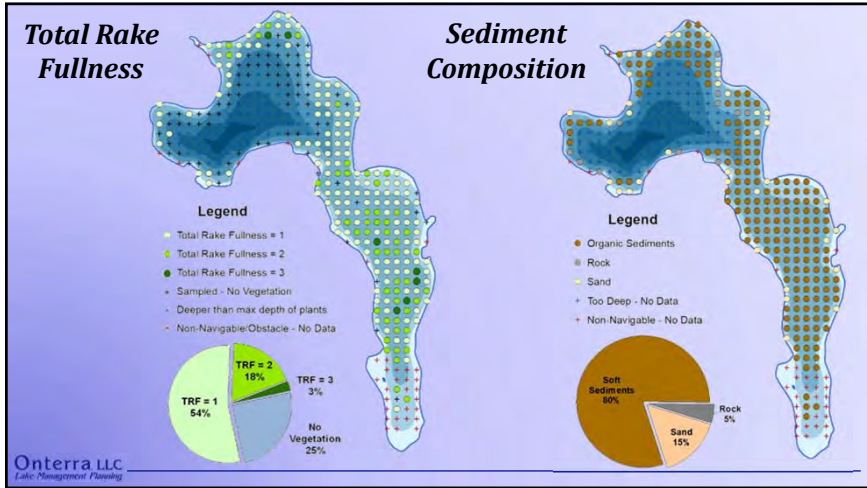 Total Rake
Fullness
Legend
Total Rake Fullness = 1
Total Rake Fullness = 2
Total Rake Fullness = 3
Sampled - No Vegetation
Deeper than max depth of plants
Non-Navigable/Obstacle - No Data
TRF = 1
54%
TRF = 2
18%
TRF = 3
3%
No
Vegetation
25%
Sediment
Composition
Legend
Organic Sediments
Rock
Sand
Too Deep - No Data
Non-Navigable - No Data
Soft
Sediments
80%
Rock
5%
Sand
15%
Onterra LLC
Lake Management Planning